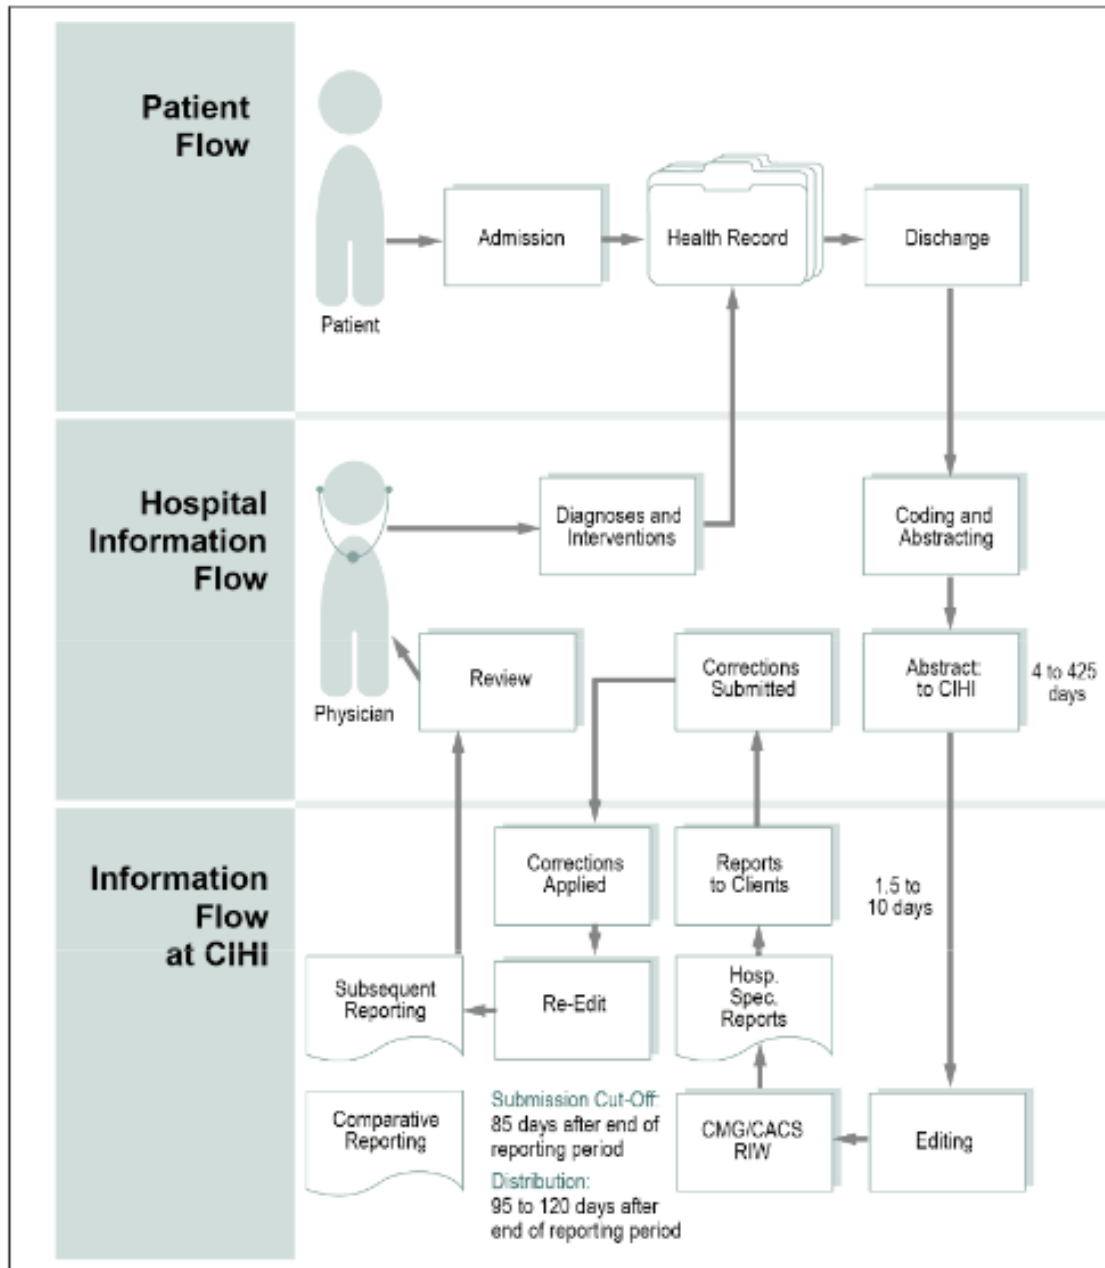 Patient
Flow
Admission
Health Record
Discharge
Patient
Hospital
Information
Flow
Diagnoses and
Interventions
Coding and
Abstracting
Physician
Review
Corrections
Submitted
Abstract:
to CIHI
4 to 425
days
Information
Flow
at CIHI
Corrections
Applied
Reports
to Clients
1.5 to
10 days
Subsequent
Reporting
Re-Edit
Hosp.
Spec.
Reports
Comparative
Reporting
Submission Cut-Off:
85 days after end of
reporting period
Distribution:
95 to 120 days after
end of reporting period
CMG/CACS
RIW
Editing